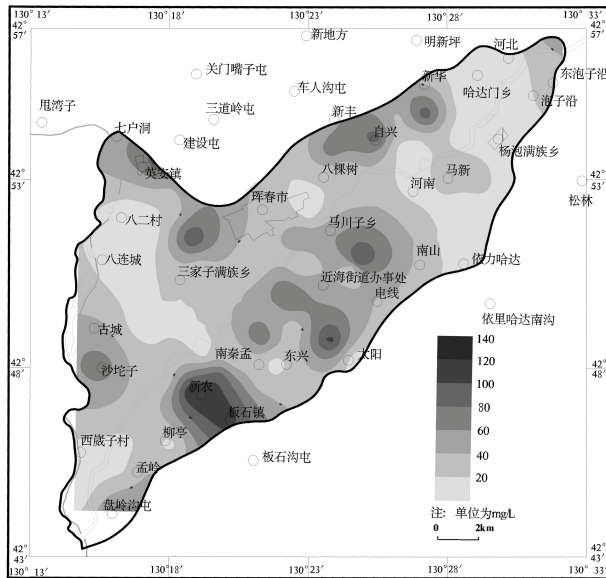 130° 13′ 130° 18′ 130° 23′ 130° 28′ 130° 33′
42° 57′
42° 57′
新地方
明新坪
河北
关门嘴子屯
东泡子沿
新华
哈达门乡
车人沟屯
泡子沿
甩湾子
三道岭屯
新丰
七户洞
自兴
建设屯
杨泡满族乡
英安镇
八棵树
马新
42° 53′
42° 53′
河南
松林
珲春市
八二村
马川子乡
南山
依力哈达
八连城
三家子满族乡
近海街道办事处
电线
依里哈达南沟
古城
140
南秦孟
东兴
太阳
120
42° 48′
42° 48′
沙坨子
新农
100
80
板石镇
60
柳亭
西崴子村
40
板石沟屯
孟岭
20
盘岭沟屯
注: 单位为mg/L
0 2km
42° 43′
42° 43′
130° 18′ 130° 23′ 130° 28′ 130° 33′